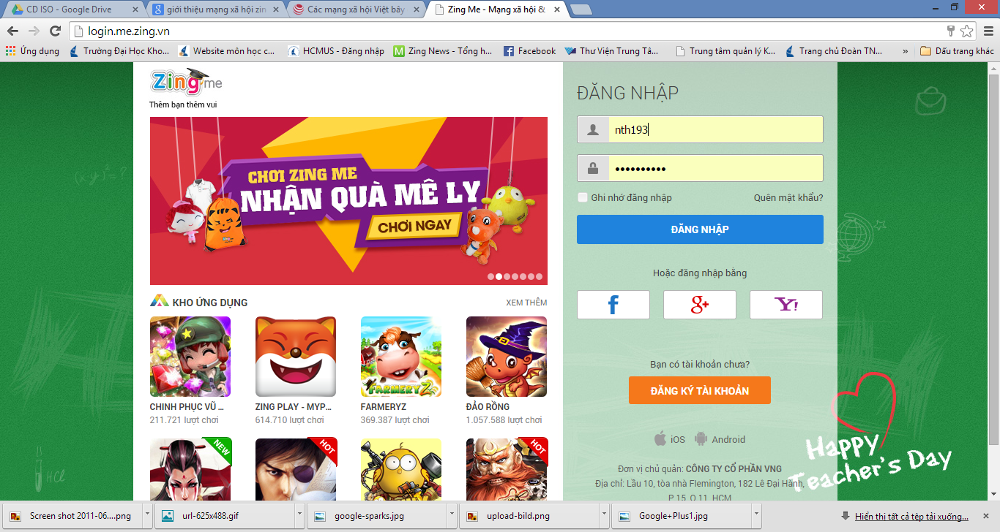 CD ISO - Google Drive
giới thiệu mạng xã hội zin
Các mạng xã hội Việt bây
Zing Me - Mạng xã hội &
login.me.zing.vn
Ứng dụng
Trường Đại Học Kho...
Website môn học c...
HCMUS - Đăng nhập
Zing News - Tổng h...
Facebook
Thư Viện Trung Tâ...
Trung tâm quản lý K...
Trang chủ Đoàn TN...
»
Dấu trang khác
Zing me
Thêm bạn thêm vui
CHƠI ZING ME
NHẬN QUÀ MÊ LY
CHƠI NGAY
KHO ỨNG DỤNG
XEM THÊM
FARMERY Z
CHINH PHỤC VŨ ...
211.721 lượt chơi
ZING PLAY - MYP...
614.710 lượt chơi
FARMERYZ
369.387 lượt chơi
ĐẢO RỒNG
1.057.588 lượt chơi
NEW
HOT
HOT
ĐĂNG NHẬP
nth193
••••••••••
Ghi nhớ đăng nhập
Quên mật khẩu?
ĐĂNG NHẬP
Hoặc đăng nhập bằng
f
g+
Y!
Bạn có tài khoản chưa?
ĐĂNG KÝ TÀI KHOẢN
iOS
Android
Đơn vị chủ quản: CÔNG TY CỔ PHẦN VNG
Địa chỉ: Lầu 10, tòa nhà Flemington, 182 Lê Đại Hành,
P.15, Q.11, HCM
(x y)² = ?
HCl
Happy
Teacher's Day
Screen shot 2011-06....png
url-625x488.gif
google-sparks.jpg
upload-bild.png
Google+Plus1.jpg
Hiển thị tất cả tệp tải xuống...